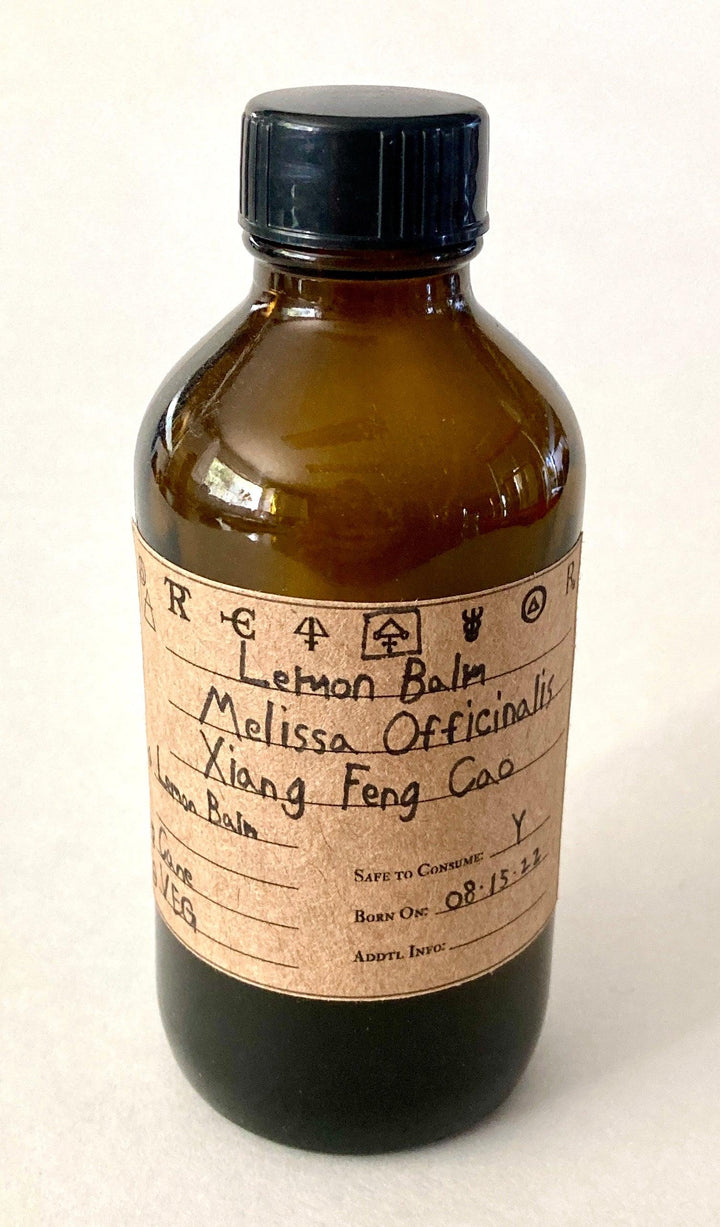 Lemon Balm
Melissa Officinalis
Xiang Feng Cao
Lemon Balm
Cane
VEG
SAFE TO CONSUME: Y
BORN ON: 08·15·22
ADDTL INFO: